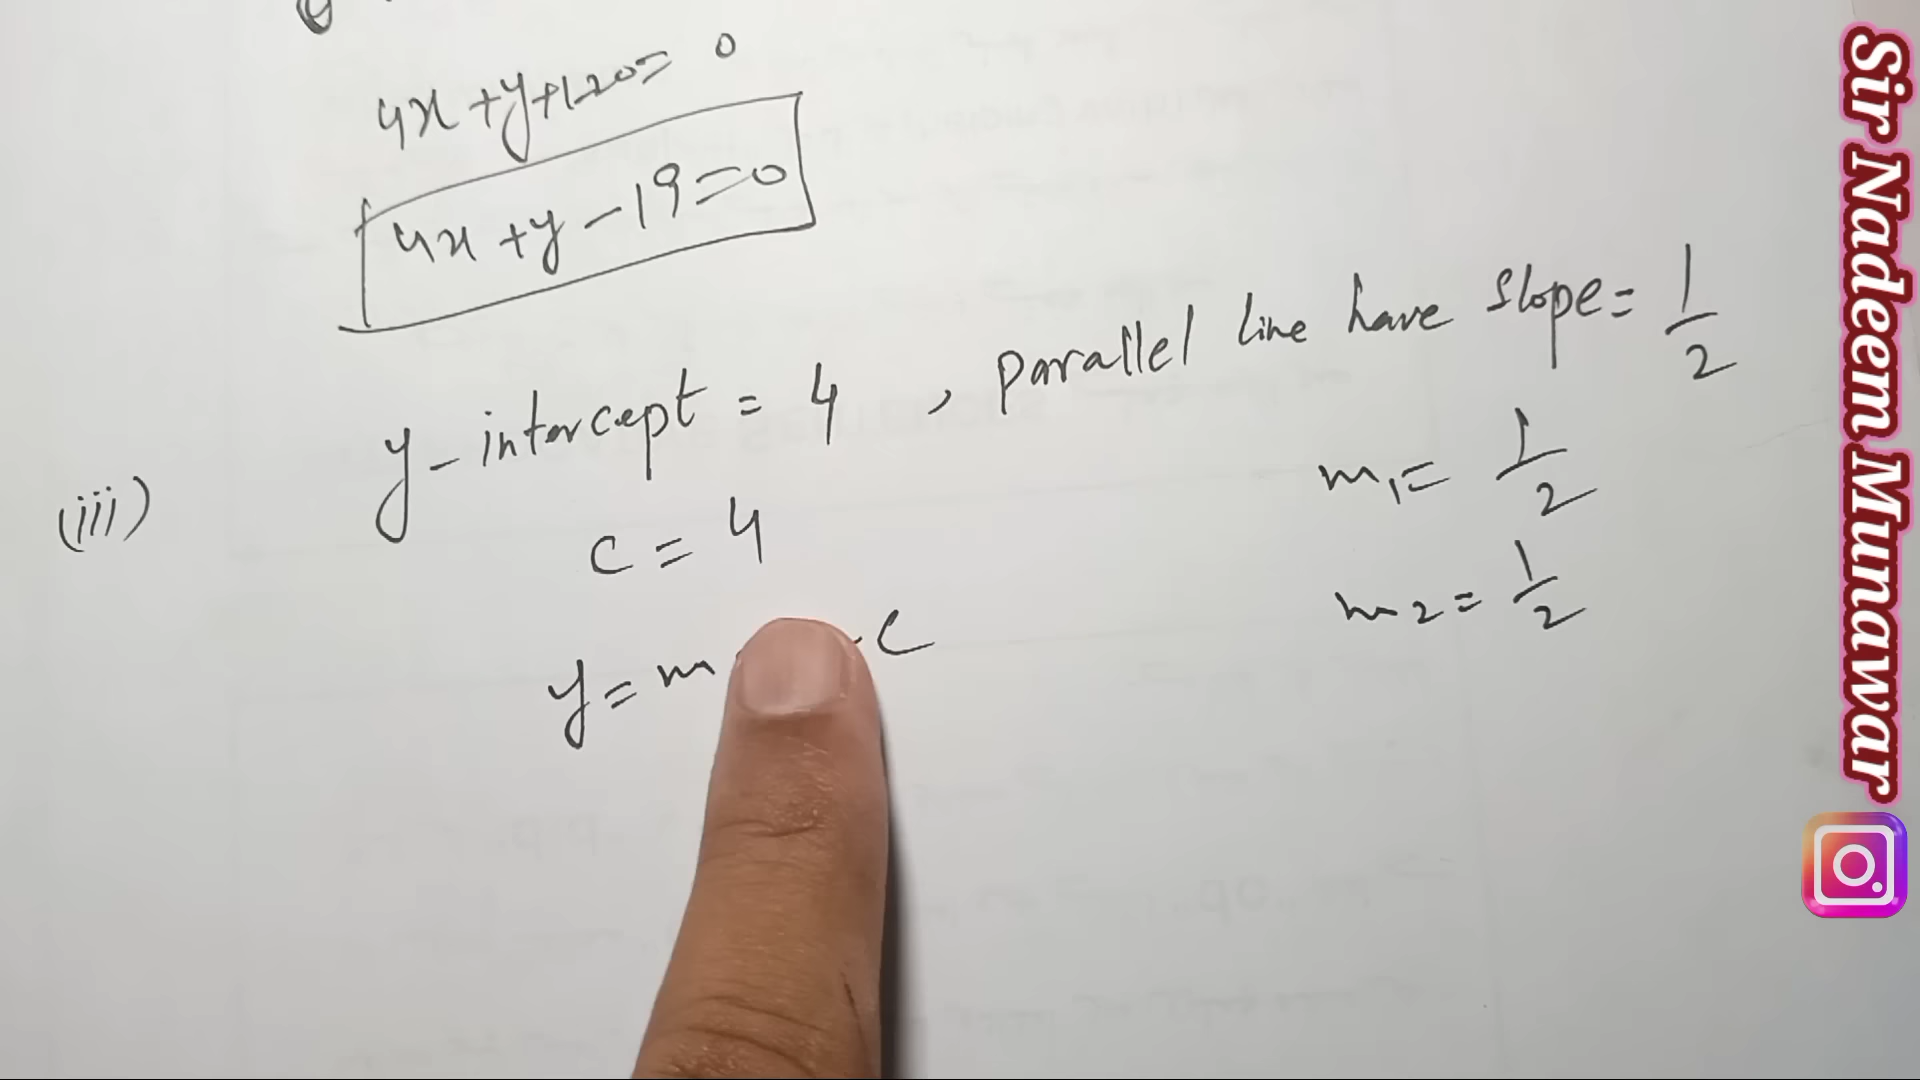 4x + y + 1 - 20 = 0
4x + y - 19 = 0
(iii) y-intercept = 4 , parallel line have slope = 1/2
c = 4
m₁ = 1/2
y = m c
m2 = 1/2
Sir Nadeem Munawar